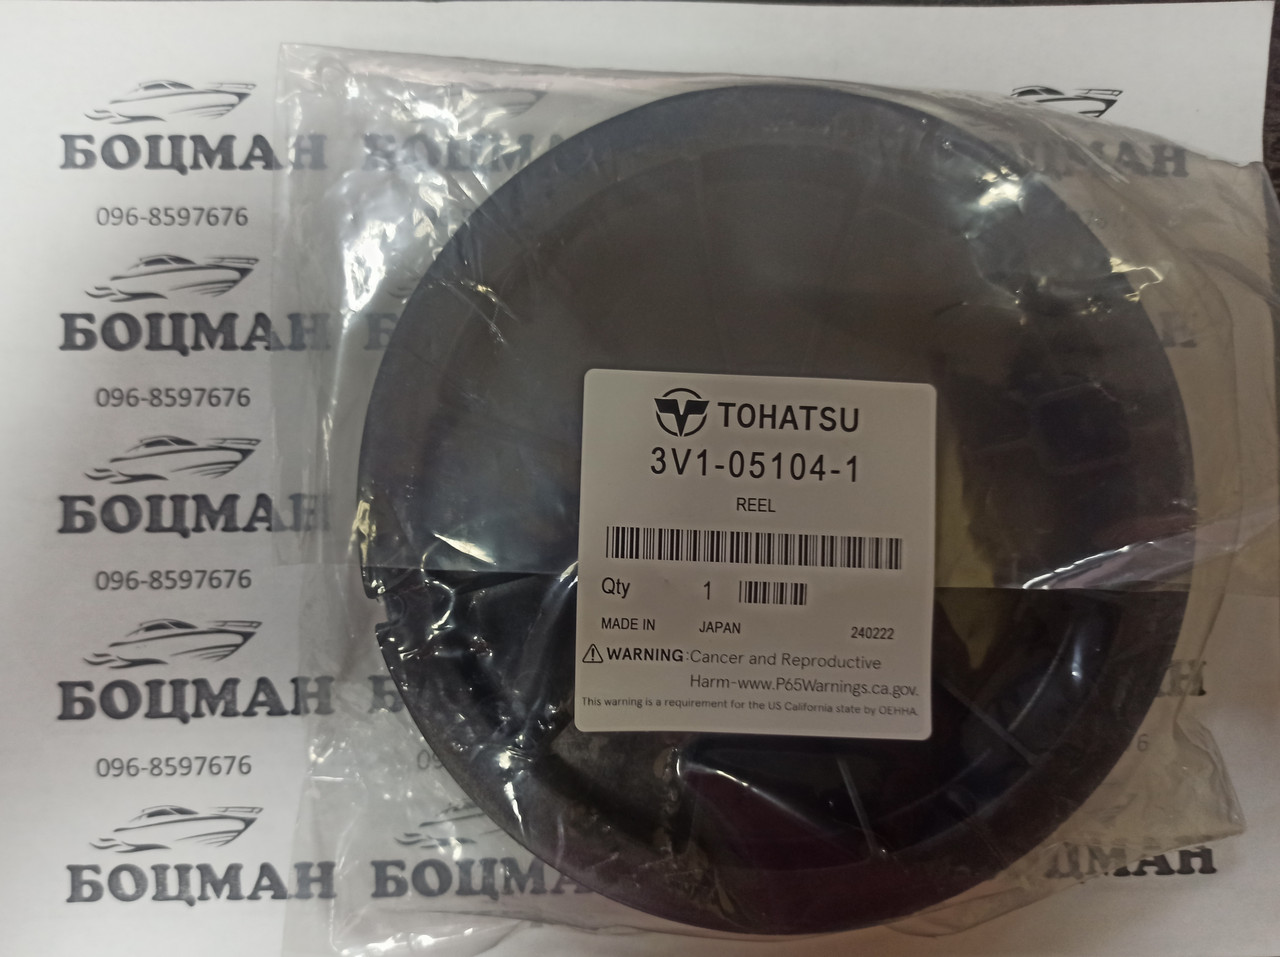 БОЦМАН
096-8597676
БОЦМАН
096-8597676
БОЦМАН
096-8597676
БОЦМАН
096-8597676
БОЦМАН
БОЦМАН
TOHATSU
3V1-05104-1
REEL
Qty 1
MADE IN JAPAN 240222
WARNING:Cancer and Reproductive
Harm-www.P65Warnings.ca.gov.
This warning is a requirement for the US California state by OEHHA.